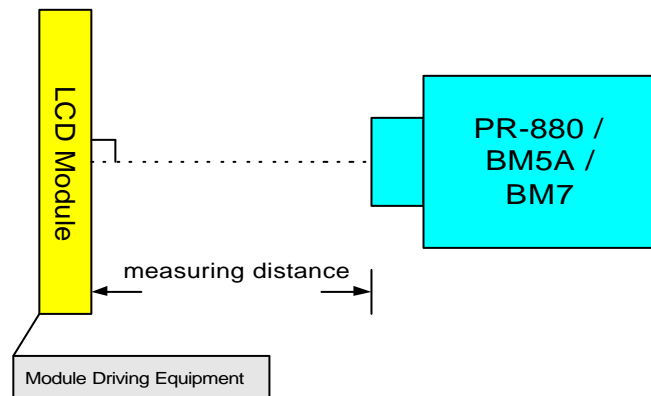 LCD Module
PR-880 /
BM5A /
BM7
measuring distance
Module Driving Equipment